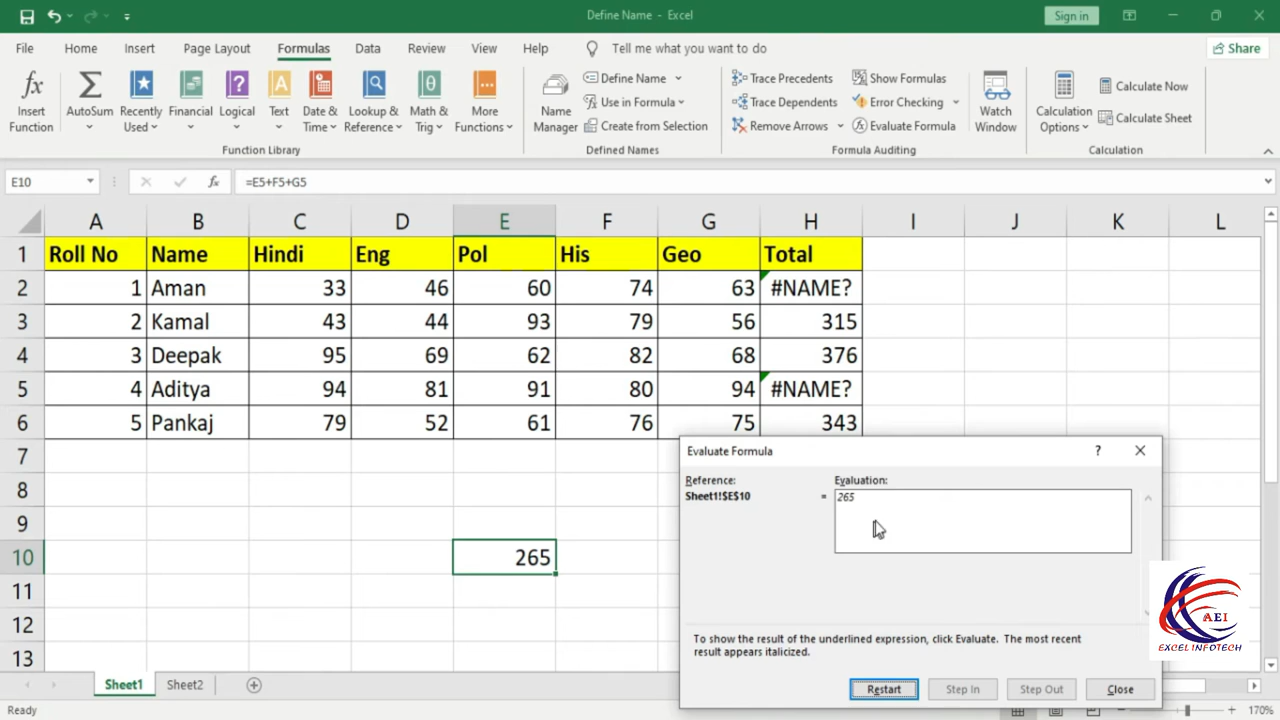 Define Name - Excel
Sign in
File Home Insert Page Layout Formulas Data Review View Help Tell me what you want to do Share
fx
Insert Function
AutoSum
Recently Used
Financial
Logical
Text
Date & Time
Lookup & Reference
Math & Trig
More Functions
Function Library
Name Manager
Define Name
Use in Formula
Create from Selection
Defined Names
Trace Precedents
Trace Dependents
Remove Arrows
Show Formulas
Error Checking
Evaluate Formula
Formula Auditing
Watch Window
Calculation Options
Calculate Now
Calculate Sheet
Calculation
E10 fx =E5+F5+G5
A B C D E F G H I J K L
1 Roll No Name Hindi Eng Pol His Geo Total
2 1 Aman 33 46 60 74 63 #NAME?
3 2 Kamal 43 44 93 79 56 315
4 3 Deepak 95 69 62 82 68 376
5 4 Aditya 94 81 91 80 94 #NAME?
6 5 Pankaj 79 52 61 76 75 343
7
8
9
10 265
11
12
13
Evaluate Formula ?
Reference: Evaluation:
Sheet1!$E$10 = 265
To show the result of the underlined expression, click Evaluate. The most recent
result appears italicized.
Restart Step In Step Out Close
AEI
EXCEL INFOTECH
Sheet1 Sheet2
Ready 170%